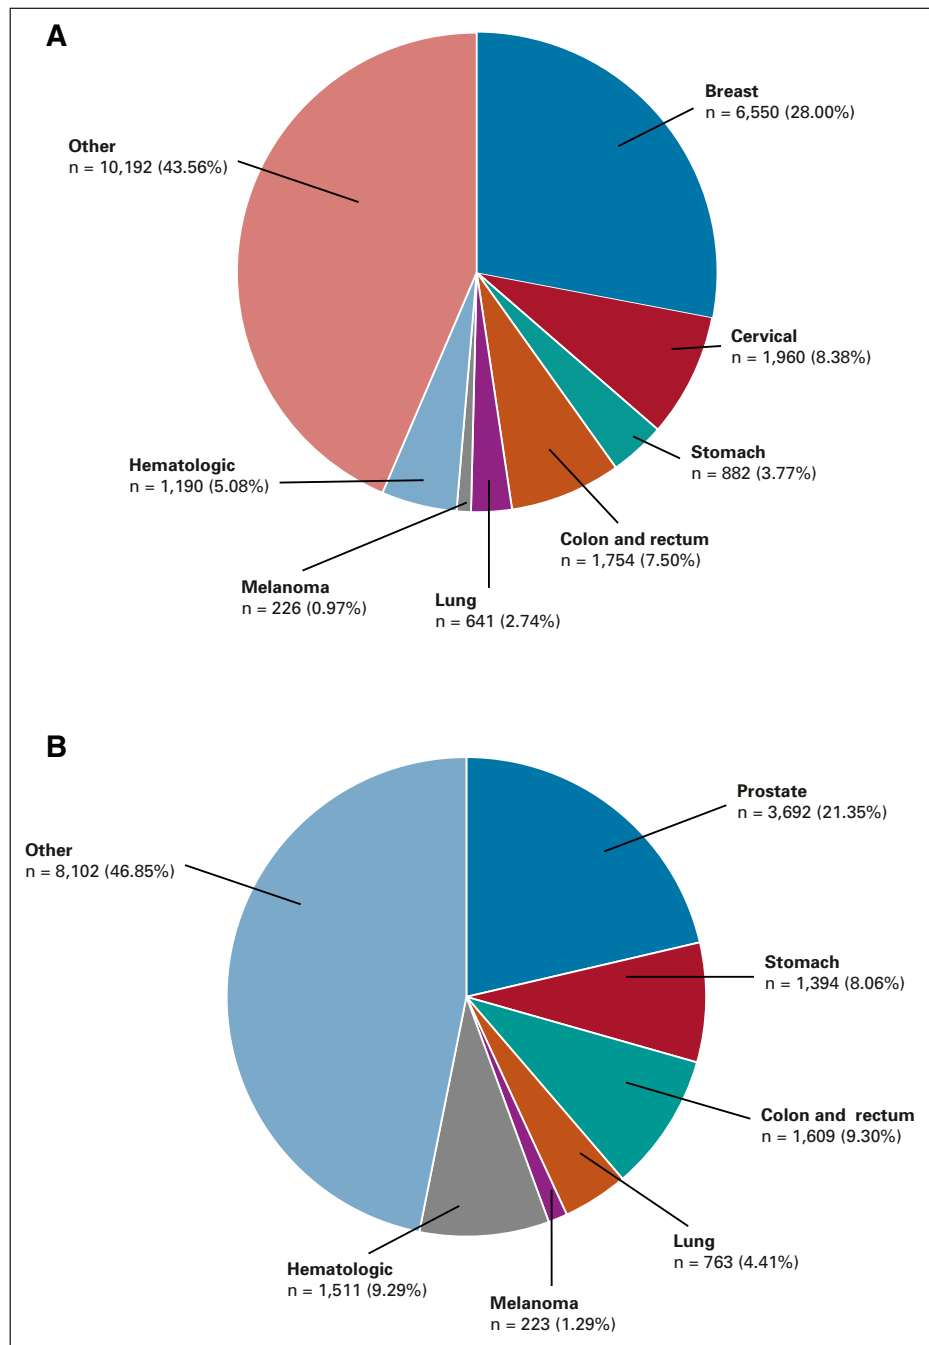 A
Breast
n = 6,550 (28.00%)
Other
n = 10,192 (43.56%)
Cervical
n = 1,960 (8.38%)
Stomach
n = 882 (3.77%)
Hematologic
n = 1,190 (5.08%)
Colon and rectum
n = 1,754 (7.50%)
Melanoma
n = 226 (0.97%)
Lung
n = 641 (2.74%)
B
Prostate
n = 3,692 (21.35%)
Other
n = 8,102 (46.85%)
Stomach
n = 1,394 (8.06%)
Colon and rectum
n = 1,609 (9.30%)
Lung
n = 763 (4.41%)
Hematologic
n = 1,511 (9.29%)
Melanoma
n = 223 (1.29%)